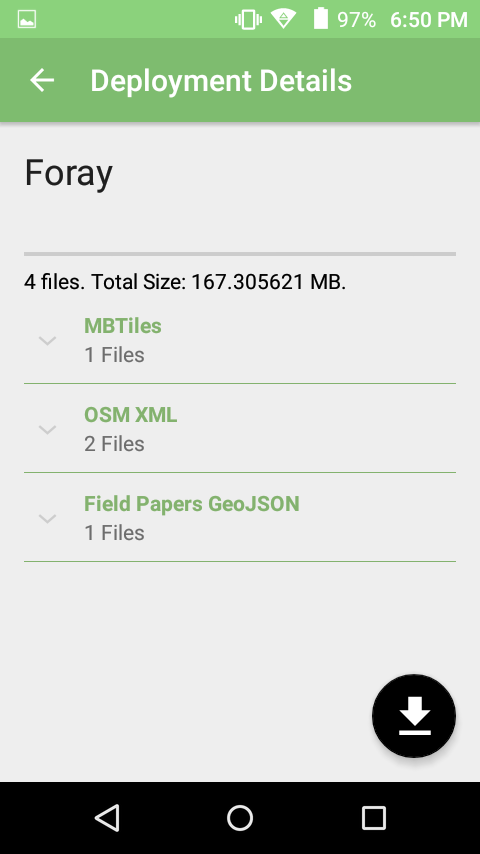 97% 6:50 PM
Deployment Details
Foray
4 files. Total Size: 167.305621 MB.
MBTiles
1 Files
OSM XML
2 Files
Field Papers GeoJSON
1 Files